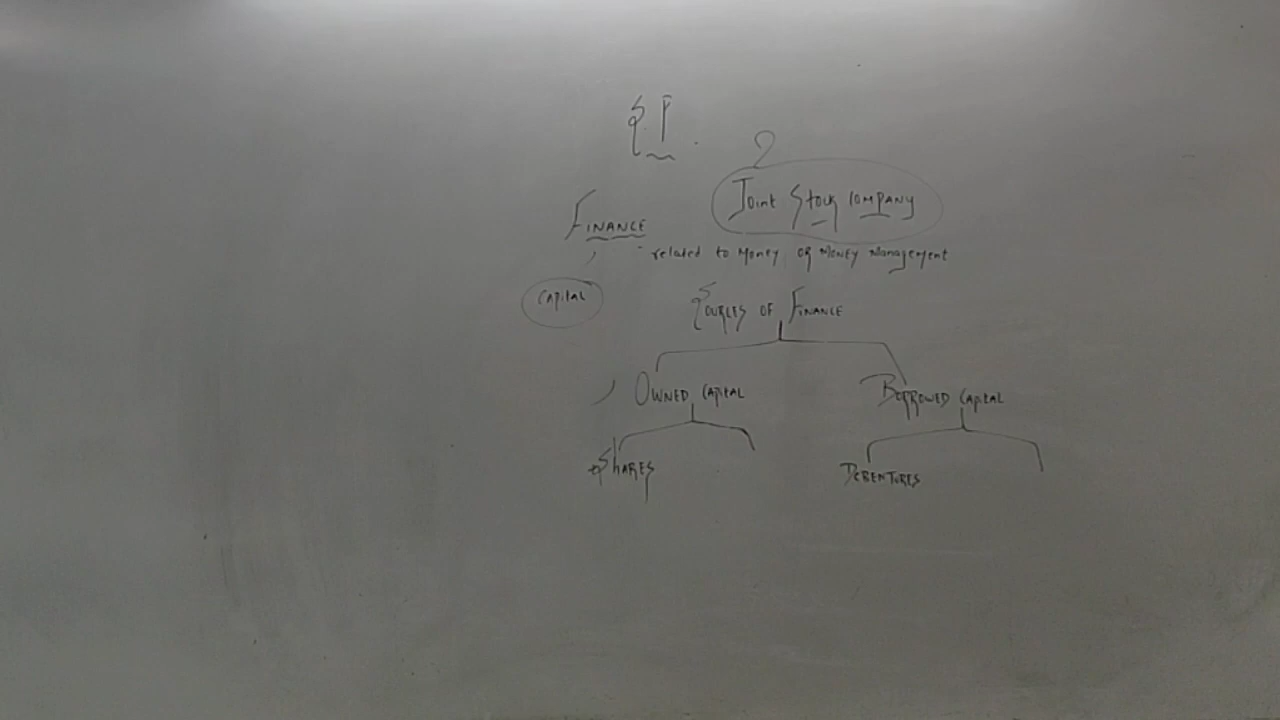 S.P.
2
Joint Stock Company
Finance
related to Money or Money Management
Capital
Sources of Finance
Owned Capital
Borrowed Capital
Shares
Debentures